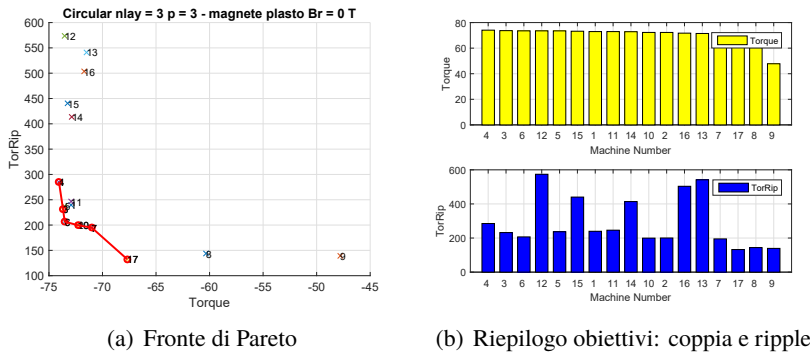 Circular nlay = 3 p = 3 - magnete plasto Br = 0 T
600
550
500
450
400
350
300
250
200
150
100
TorRip
12
13
16
15
14
4
11
6
17
8
9
-75 -70 -65 -60 -55 -50 -45
Torque
80
60
40
20
0
Torque
Torque
4 3 6 12 5 15 1 11 14 10 2 16 13 7 17 8 9
Machine Number
600
400
200
0
TorRip
TorRip
4 3 6 12 5 15 1 11 14 10 2 16 13 7 17 8 9
Machine Number
(a) Fronte di Pareto
(b) Riepilogo obiettivi: coppia e ripple